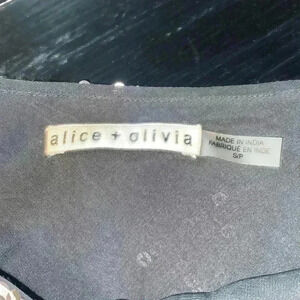 alice + olivia
MADE IN INDIA
FABRIQUÉ EN INDE
S/P